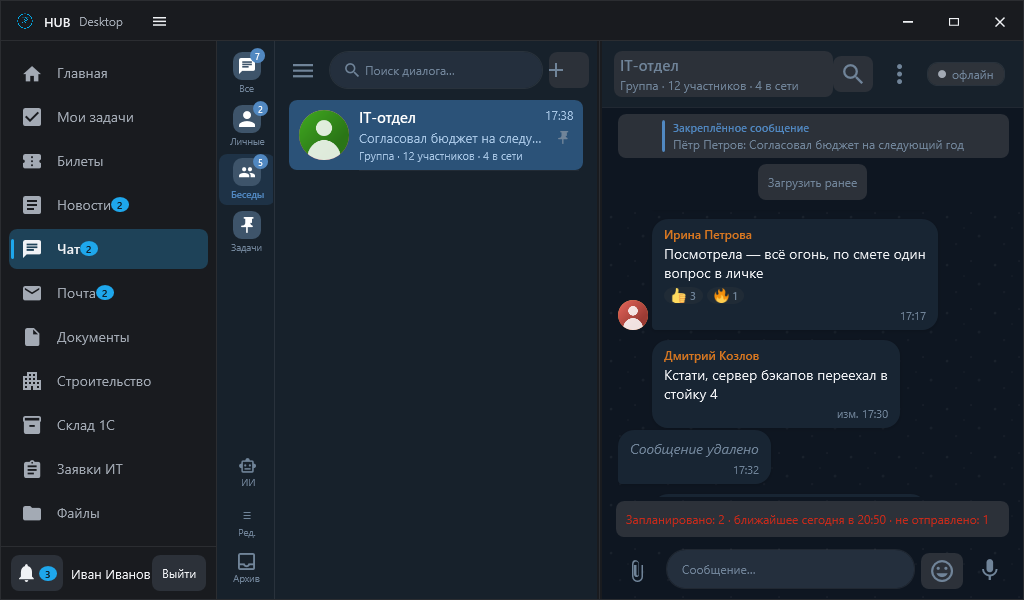 HUB Desktop
Главная
Мои задачи
Билеты
Новости 2
Чат 2
Почта 2
Документы
Строительство
Склад 1С
Заявки ИТ
Файлы
3 Иван Иванов Выйти
7
Все
2
Личные
5
Беседы
Задачи
ИИ
Ред.
Архив
Поиск диалога...
IT-отдел 17:38
Согласовал бюджет на следу...
Группа · 12 участников · 4 в сети
IT-отдел
Группа · 12 участников · 4 в сети
офлайн
Закреплённое сообщение
Пётр Петров: Согласовал бюджет на следующий год
Загрузить ранее
Ирина Петрова
Посмотрела — всё огонь, по смете один
вопрос в личке
👍 3 🔥 1
17:17
Дмитрий Козлов
Кстати, сервер бэкапов переехал в
стойку 4
изм. 17:30
Сообщение удалено
17:32
Запланировано: 2 · ближайшее сегодня в 20:50 · не отправлено: 1
Сообщение...